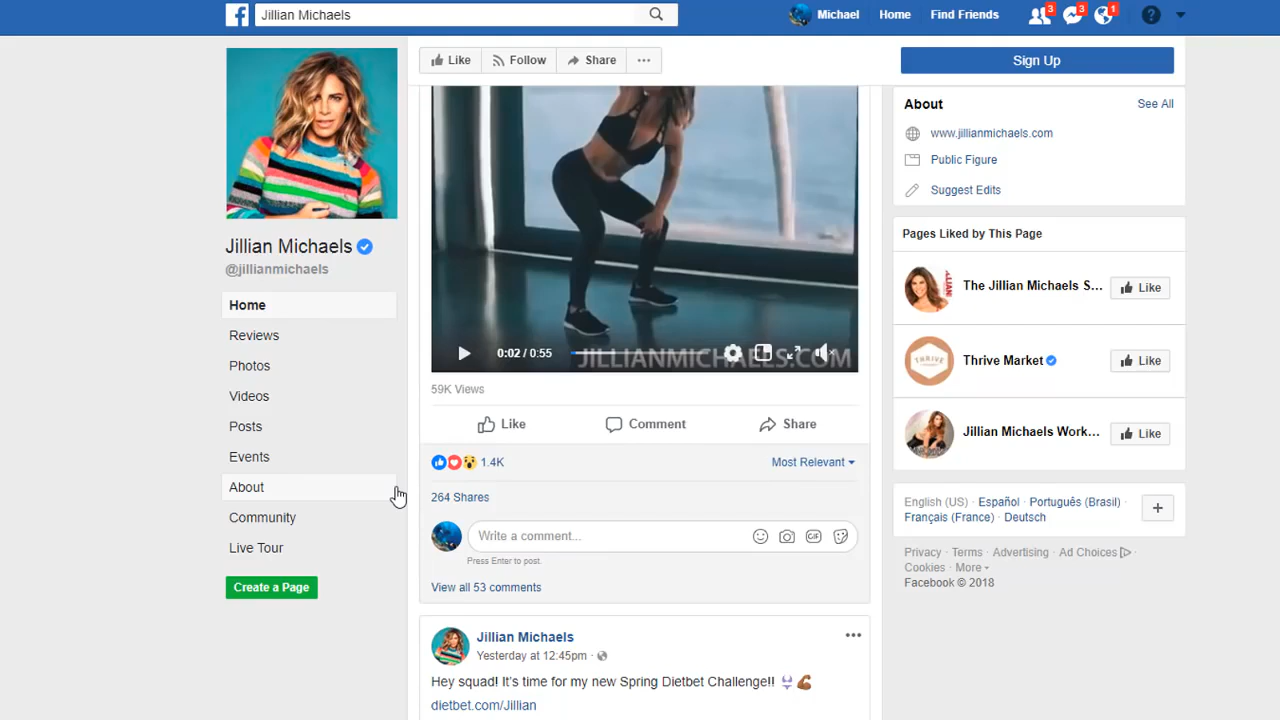 Jillian Michaels
Michael Home Find Friends 3 3 1
Like Follow Share
Sign Up
Jillian Michaels
@jillianmichaels
Home
Reviews
Photos
Videos
Posts
Events
About
Community
Live Tour
Create a Page
0:02 / 0:55
JILLIANMICHAELS.COM
59K Views
Like Comment Share
1.4K
Most Relevant
264 Shares
Write a comment...
GIF
Press Enter to post.
View all 53 comments
Jillian Michaels
Yesterday at 12:45pm ·
Hey squad! It's time for my new Spring Dietbet Challenge!!
dietbet.com/Jillian
About See All
www.jillianmichaels.com
Public Figure
Suggest Edits
Pages Liked by This Page
The Jillian Michaels S... Like
Thrive Market Like
Jillian Michaels Work... Like
English (US) · Español · Português (Brasil) ·
Français (France) · Deutsch
Privacy · Terms · Advertising · Ad Choices ·
Cookies · More
Facebook © 2018